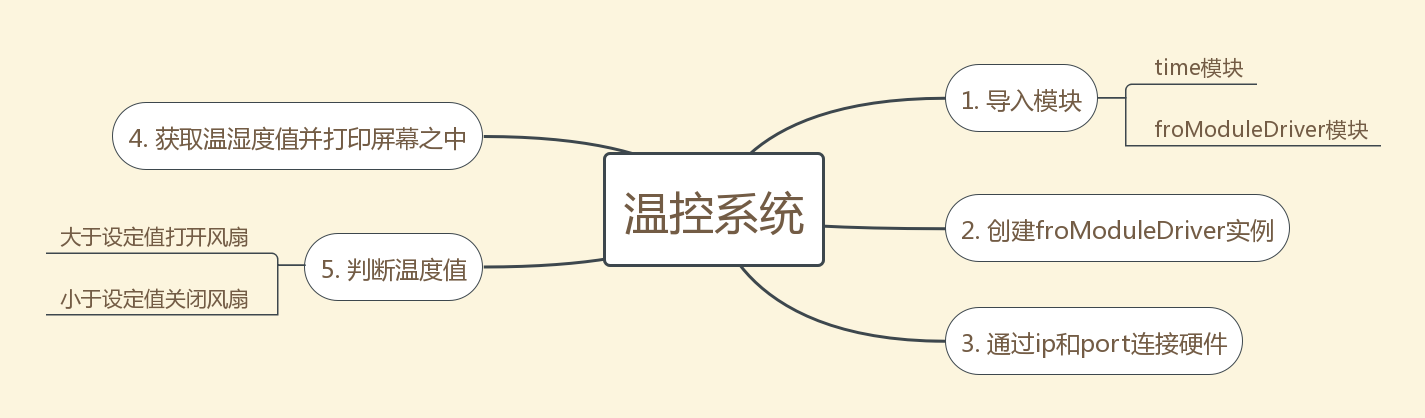 温控系统
1. 导入模块
time模块
froModuleDriver模块
2. 创建froModuleDriver实例
3. 通过ip和port连接硬件
4. 获取温湿度值并打印屏幕之中
5. 判断温度值
大于设定值打开风扇
小于设定值关闭风扇